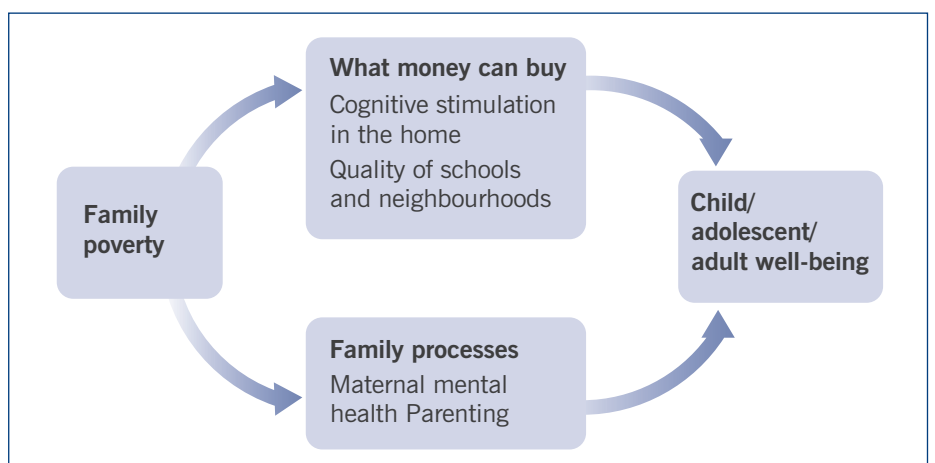 Family
poverty
What money can buy
Cognitive stimulation
in the home
Quality of schools
and neighbourhoods
Family processes
Maternal mental
health Parenting
Child/
adolescent/
adult well-being